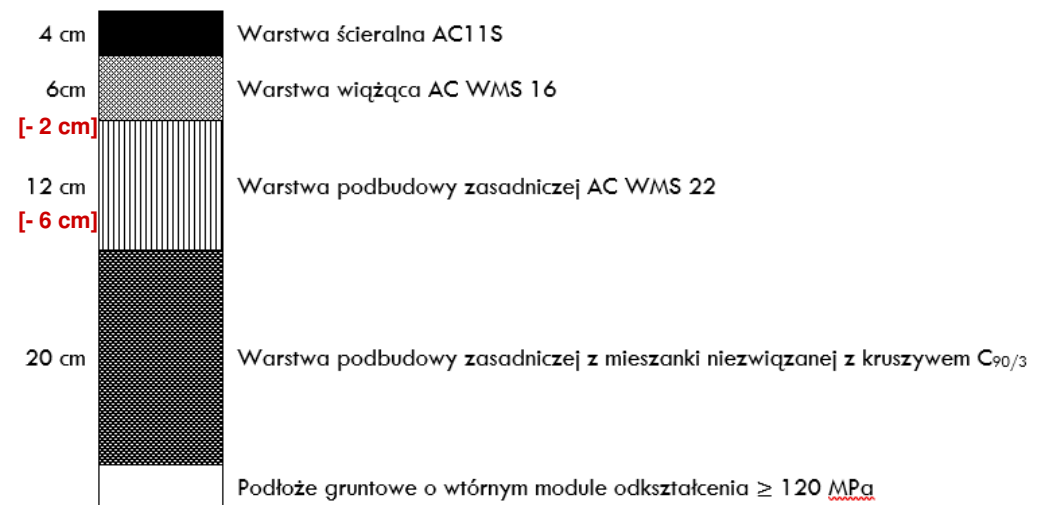 4 cm Warstwa ścieralna AC11S
6cm Warstwa wiążąca AC WMS 16
[- 2 cm]
12 cm Warstwa podbudowy zasadniczej AC WMS 22
[- 6 cm]
20 cm Warstwa podbudowy zasadniczej z mieszanki niezwiązanej z kruszywem C90/3
Podłoże gruntowe o wtórnym module odkształcenia ≥ 120 MPa